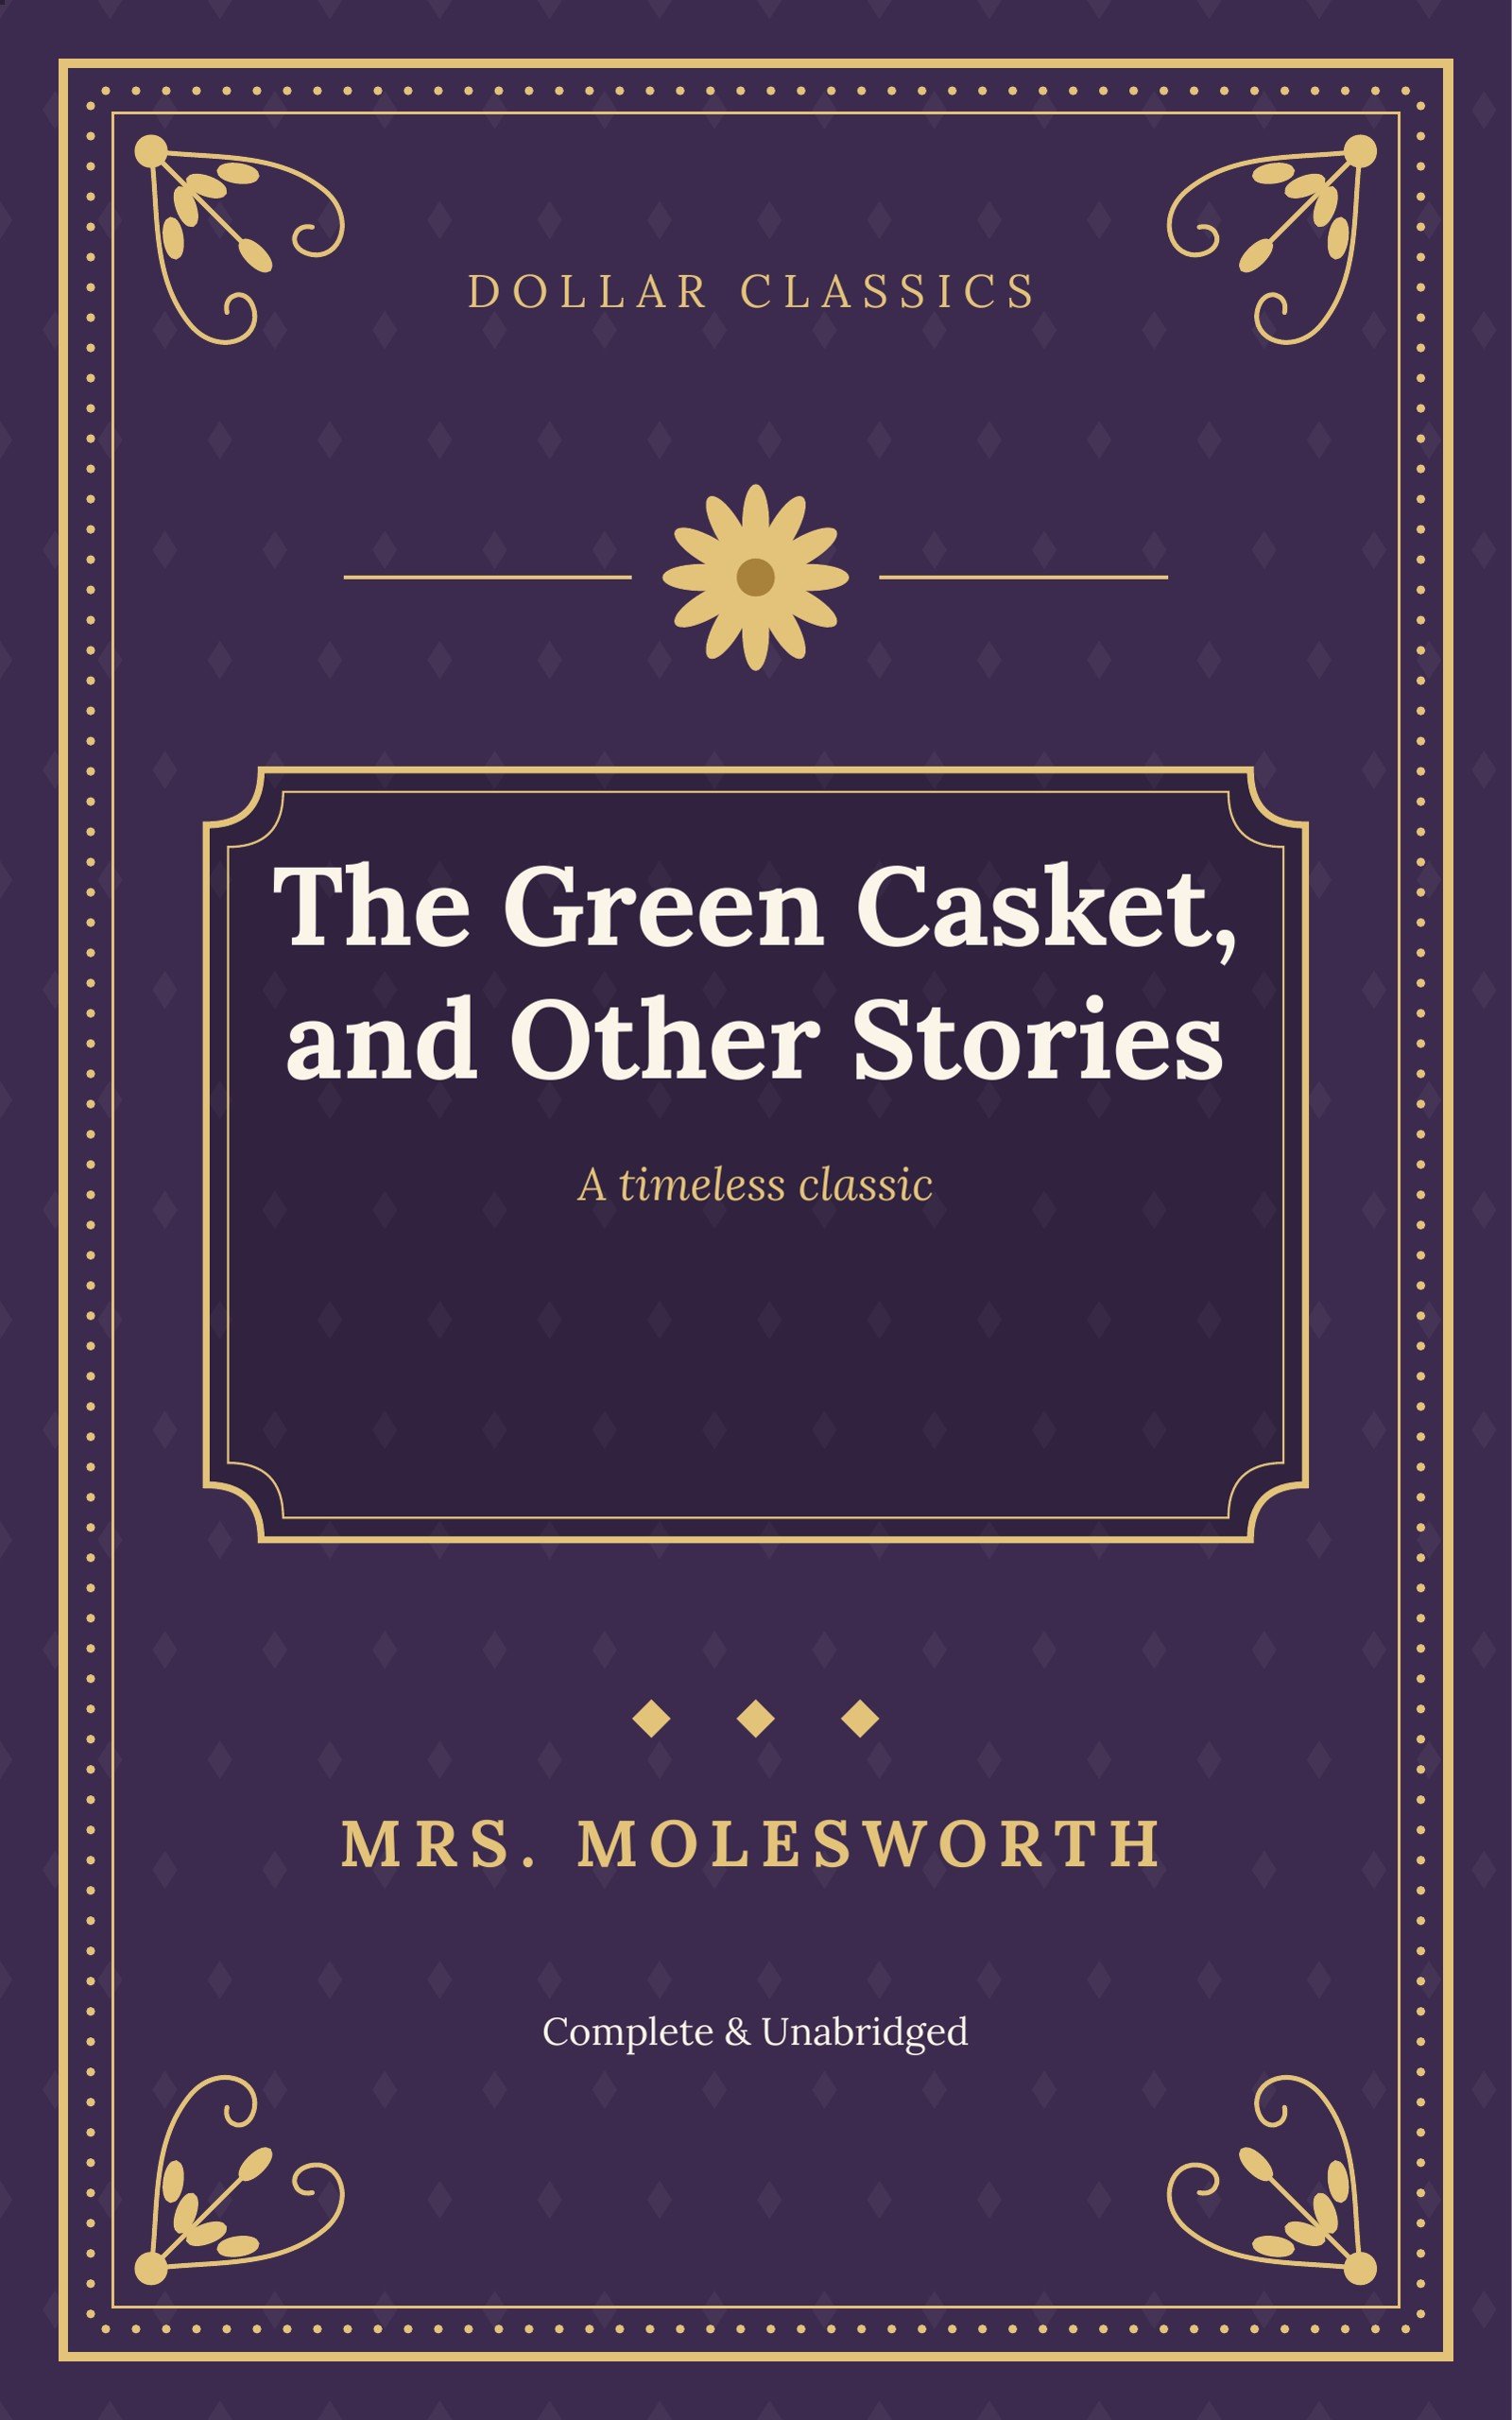 DOLLAR CLASSICS
The Green Casket,
and Other Stories
A timeless classic
MRS. MOLESWORTH
Complete & Unabridged